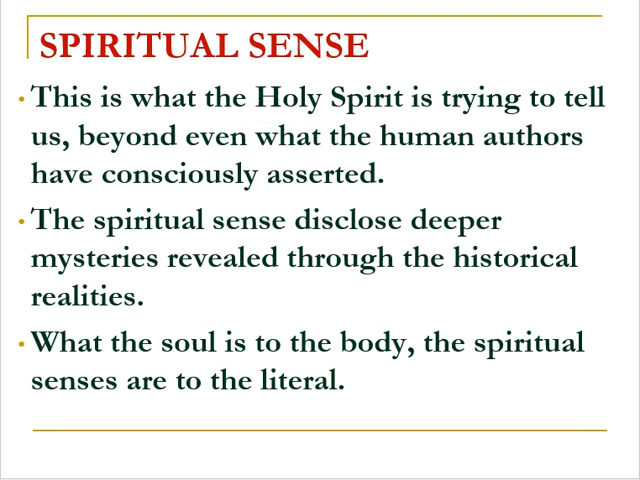 SPIRITUAL SENSE
• This is what the Holy Spirit is trying to tell
us, beyond even what the human authors
have consciously asserted.
• The spiritual sense disclose deeper
mysteries revealed through the historical
realities.
• What the soul is to the body, the spiritual
senses are to the literal.